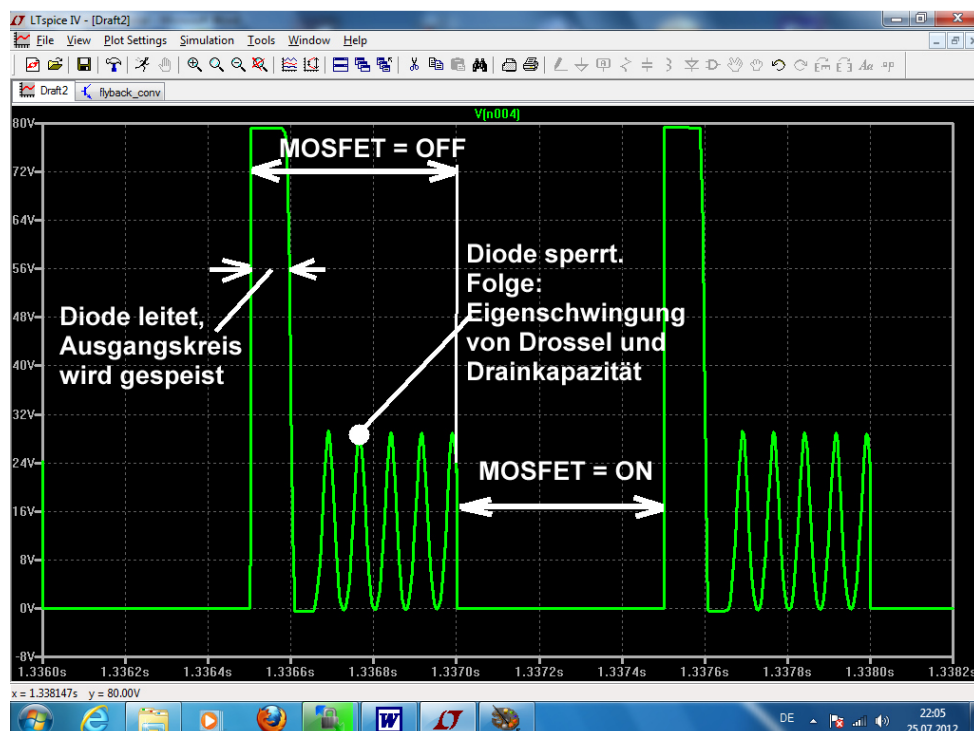 LTspice IV - [Draft2]
File View Plot Settings Simulation Tools Window Help
Draft2 flyback_conv
V(n004)
80V
72V
64V
56V
48V
40V
32V
24V
16V
8V
0V
-8V
MOSFET = OFF
Diode leitet,
Ausgangskreis
wird gespeist
Diode sperrt.
Folge:
Eigenschwingung
von Drossel und
Drainkapazität
MOSFET = ON
1.3360s 1.3362s 1.3364s 1.3366s 1.3368s 1.3370s 1.3372s 1.3374s 1.3376s 1.3378s 1.3380s 1.3382s
x = 1.338147s y = 80.00V
DE 22:05
25.07.2012